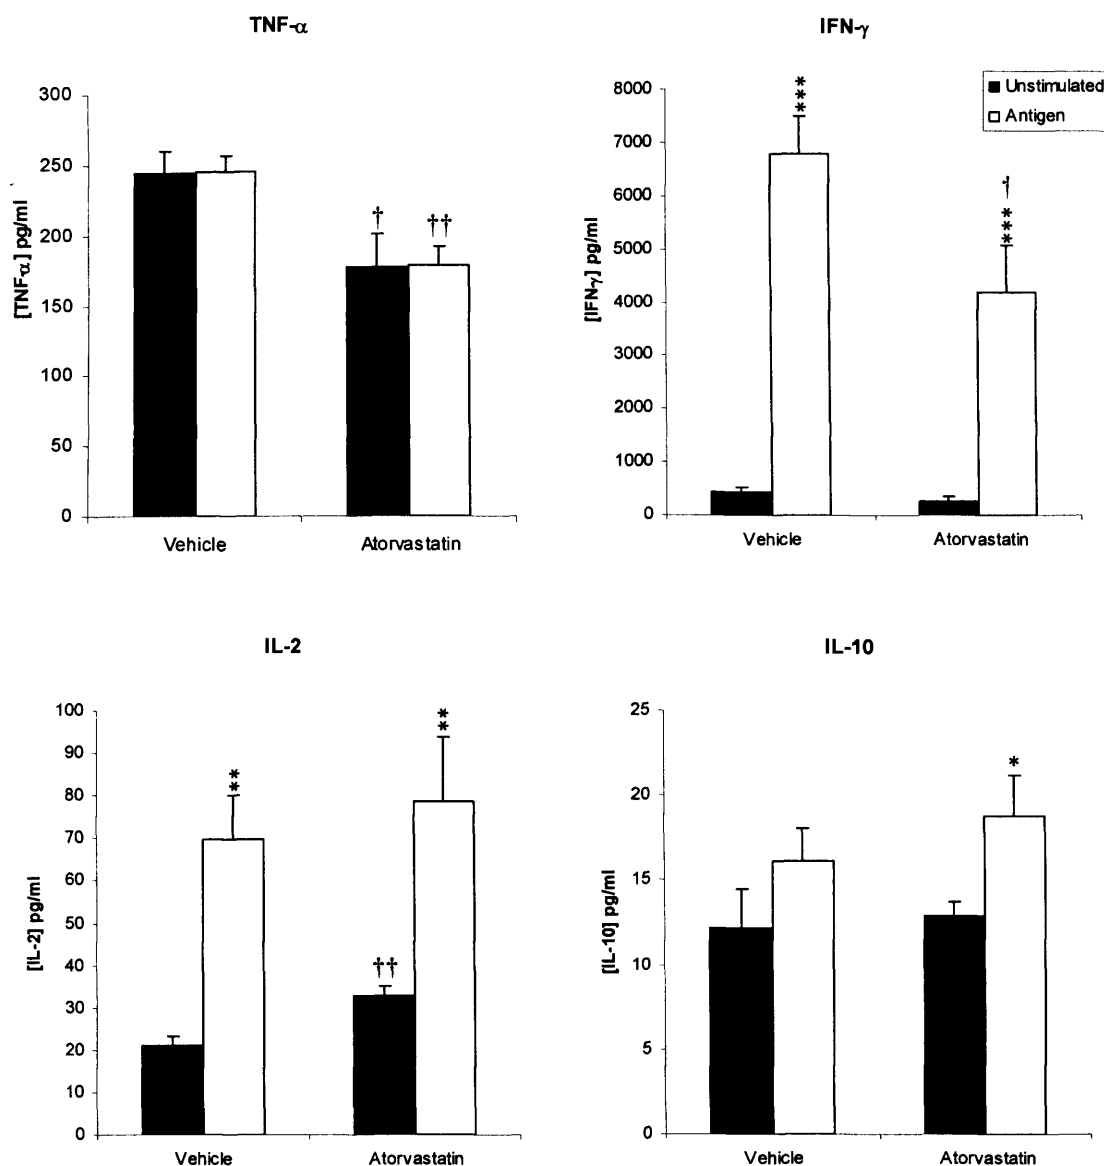 TNF-α
300
250
200
150
100
50
0
[TNF-α] pg/ml
†
††
Vehicle
Atorvastatin
IFN-γ
8000
7000
6000
5000
4000
3000
2000
1000
0
[IFN-γ] pg/ml
***
†
***
Unstimulated
Antigen
Vehicle
Atorvastatin
IL-2
100
90
80
70
60
50
40
30
20
10
0
[IL-2] pg/ml
**
††
**
Vehicle
Atorvastatin
IL-10
25
20
15
10
5
0
[IL-10] pg/ml
*
Vehicle
Atorvastatin